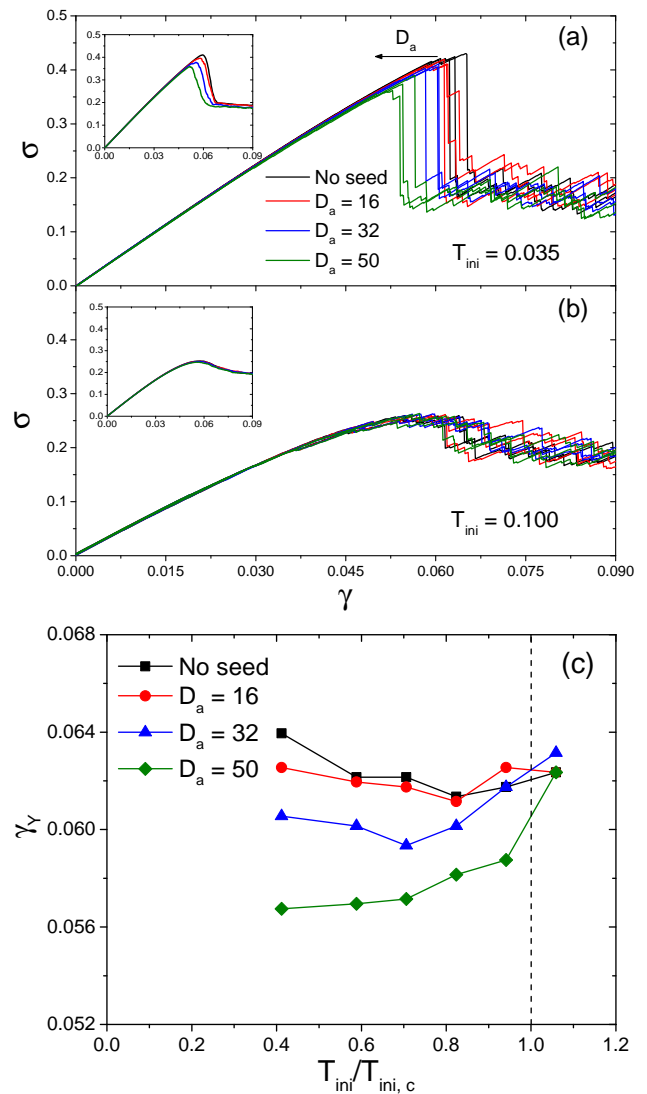 (a)
D_a
0.5
0.4
0.3
0.2
0.1
0.0
0.00 0.03 0.06 0.09
0.5
0.4
0.3
0.2
0.1
0.0
σ
No seed
D_a = 16
D_a = 32
D_a = 50
T_ini = 0.035
(b)
0.5
0.4
0.3
0.2
0.1
0.0
0.00 0.03 0.06 0.09
0.4
0.3
0.2
0.1
0.0
σ
T_ini = 0.100
0.000 0.015 0.030 0.045 0.060 0.075 0.090
γ
(c)
No seed
D_a = 16
D_a = 32
D_a = 50
0.068
0.064
0.060
0.056
0.052
γ_Y
0.0 0.2 0.4 0.6 0.8 1.0 1.2
T_ini/T_ini, c